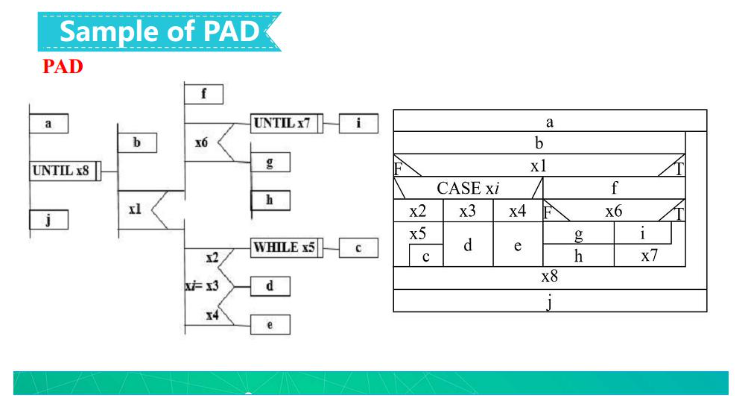 Sample of PAD
PAD
f
a
UNTIL x7
i
b
x6
UNTIL x8
g
h
x1
j
WHILE x5
c
x2
xi= x3
d
x4
e
a
b
x1
F
T
CASE xi
f
x2
x3
x4
F
x6
T
x5
d
e
g
i
c
h
x7
x8
j